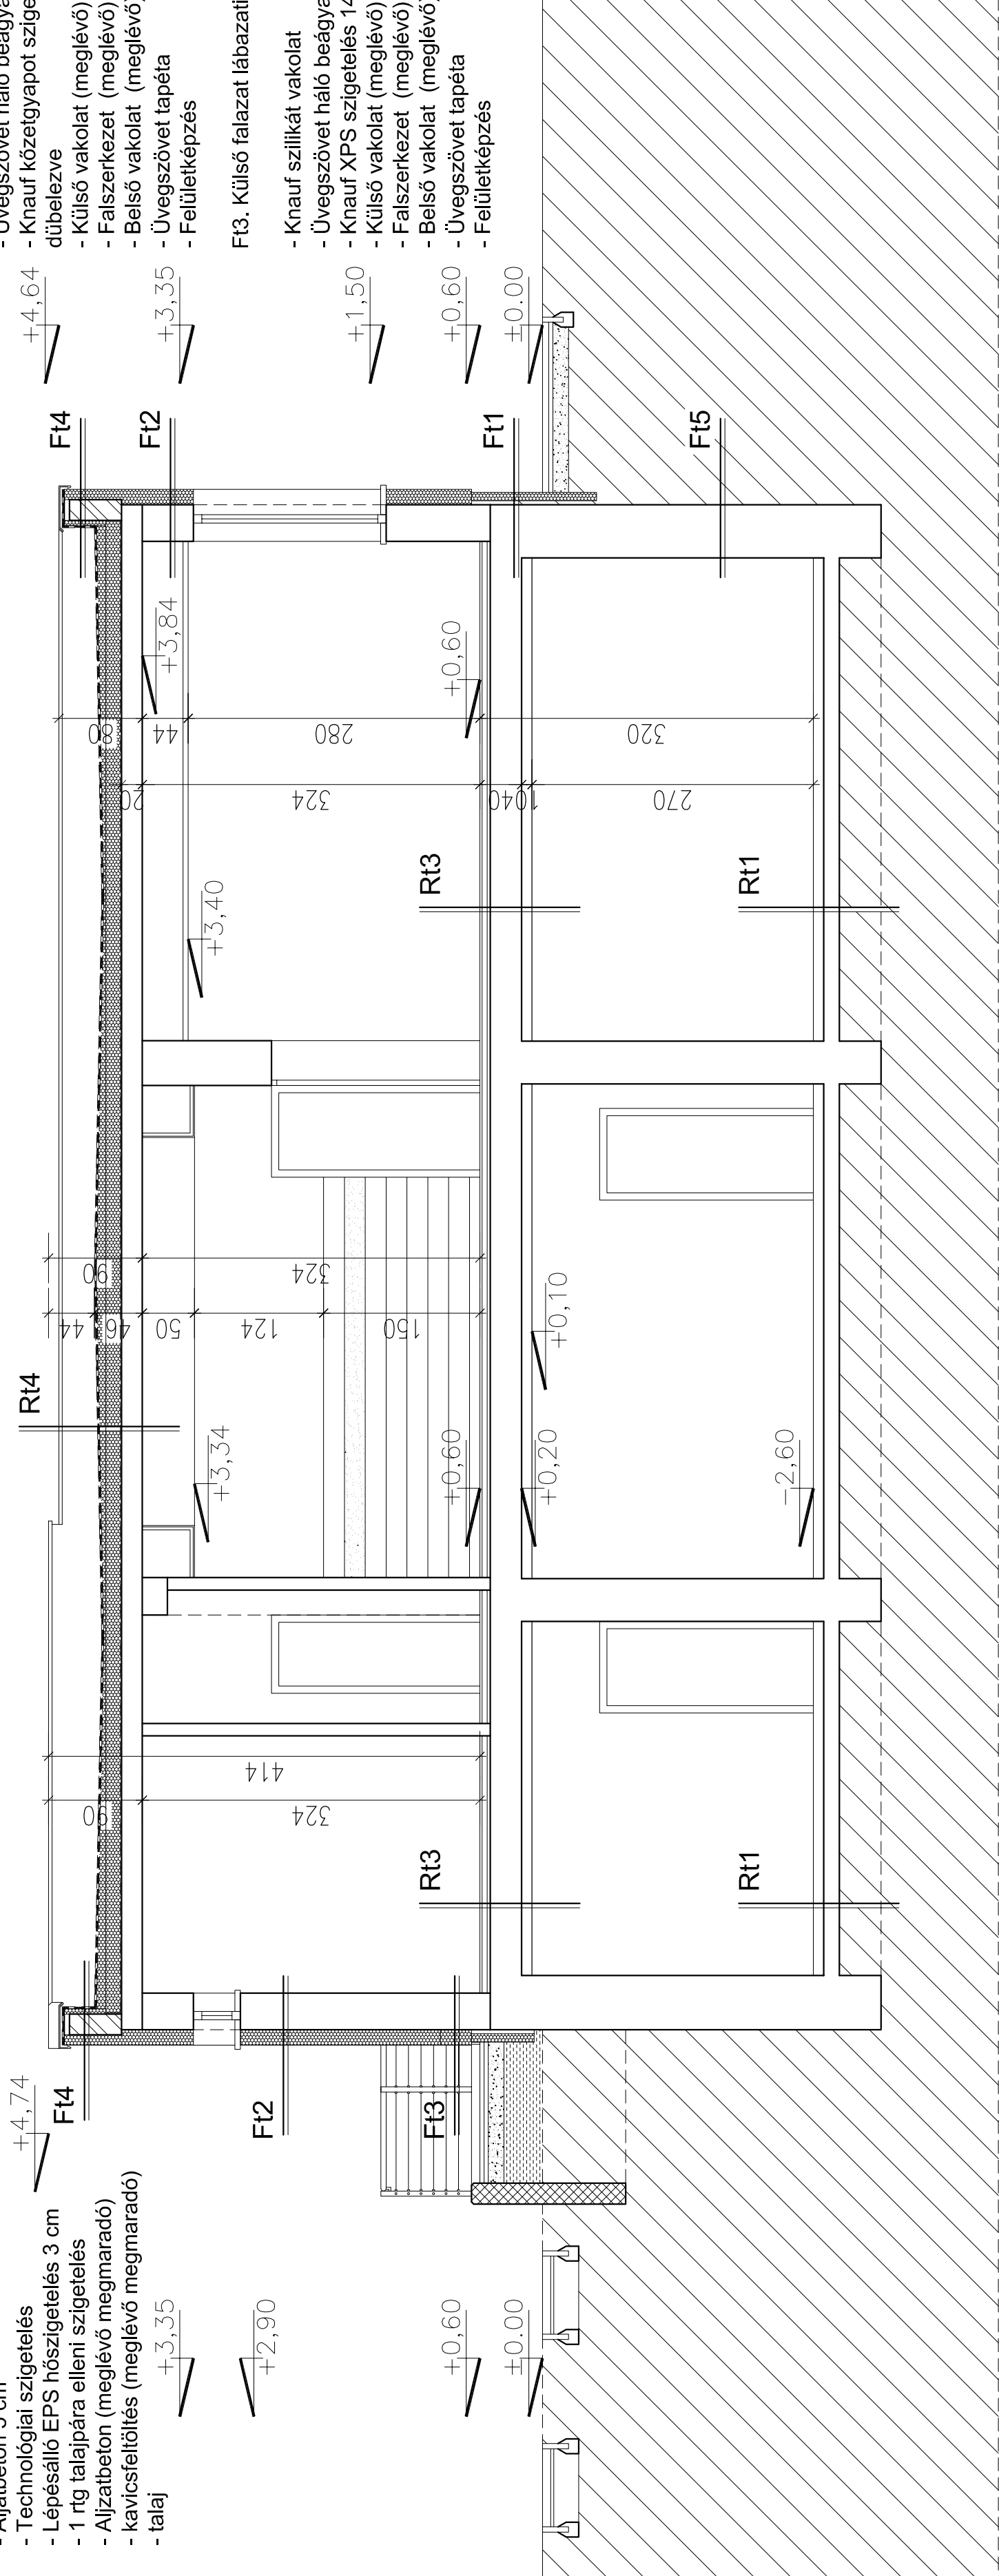 - Technológiai szigetelés
- Lépésálló EPS hőszigetelés 3 cm
- 1 rtg talajpára elleni szigetelés
- Aljzatbeton (meglévő megmaradó)
- kavicsfeltöltés (meglévő megmaradó)
- talaj
- Üvegszövet háló beágya
- Knauf kőzetgyapot szige
dübelezve
- Külső vakolat (meglévő)
- Falszerkezet (meglévő)
- Belső vakolat (meglévő)
- Üvegszövet tapéta
- Felületképzés
Ft3. Külső falazat lábazati
- Knauf szilikát vakolat
- Üvegszövet háló beágya
- Knauf XPS szigetelés 14
- Külső vakolat (meglévő)
- Falszerkezet (meglévő)
- Belső vakolat (meglévő)
- Üvegszövet tapéta
- Felületképzés
+4,74
+3,35
+2,90
+0,60
+0.00
Ft4
Ft2
Ft3
Rt4
Rt3
Rt1
90
414
324
+3,34
+0,60
+0,20
-2,60
+0,10
44
46
50
124
150
90
324
+3,40
Rt3
Rt1
20
324
10
40
270
80
44
280
320
+3,84
+0,60
Ft4
Ft2
Ft1
Ft5
+4,64
+3,35
+1,50
+0,60
+0.00